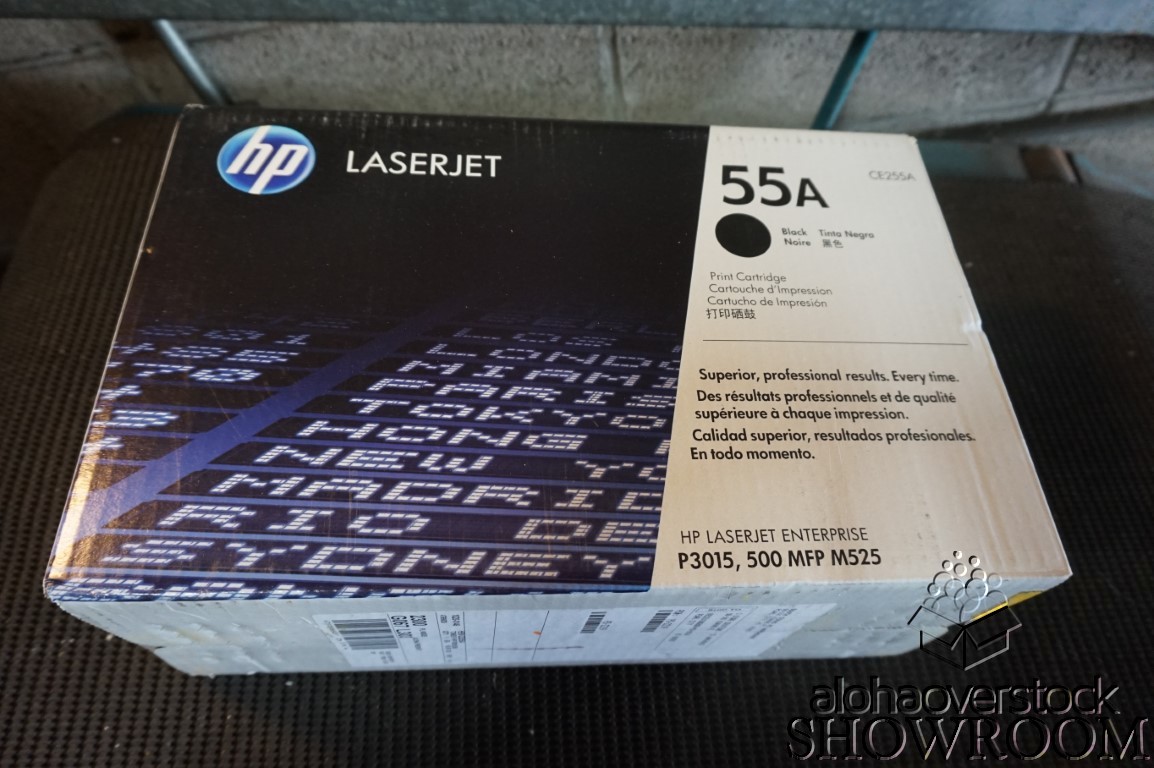 hp LASERJET
55A
CE255A
Black Tinta Negra
Noire 黑色
Print Cartridge
Cartouche d'Impression
Cartucho de Impresión
打印硒鼓
Superior, professional results. Every time.
Des résultats professionnels et de qualité
supérieure à chaque impression.
Calidad superior, resultados profesionales.
En todo momento.
HP LASERJET ENTERPRISE
P3015, 500 MFP M525
MIAMI
PARIS
TOKYO
HONG
NEW YO
MADRID
RIO DE
SYDNEY
alohaoverstock
SHOWROOM